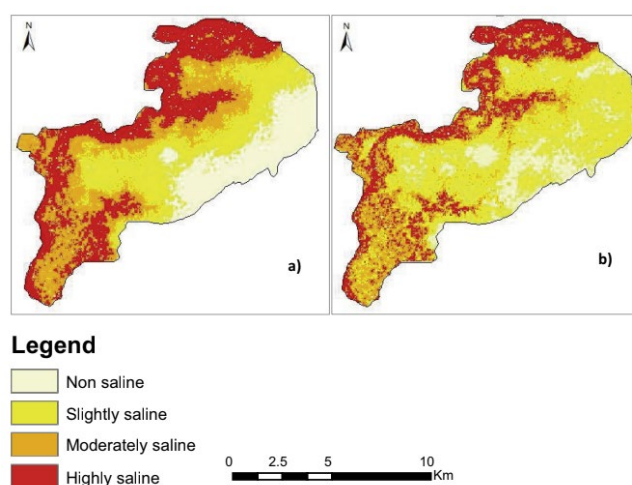 N
N
a)
b)
Legend
Non saline
Slightly saline
Moderately saline
Highly saline
0 2.5 5 10
Km